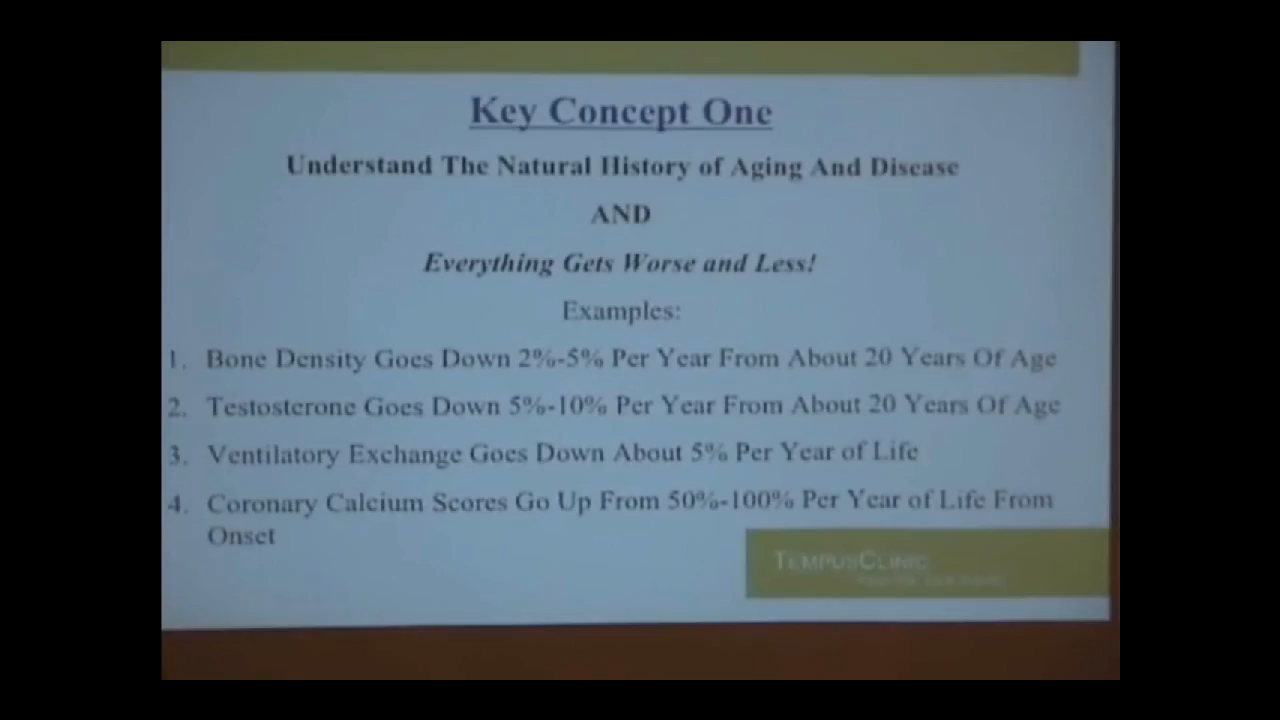 Key Concept One
Understand The Natural History of Aging And Disease
AND
Everything Gets Worse and Less!
Examples:
1. Bone Density Goes Down 2%-5% Per Year From About 20 Years Of Age
2. Testosterone Goes Down 5%-10% Per Year From About 20 Years Of Age
3. Ventilatory Exchange Goes Down About 5% Per Year of Life
4. Coronary Calcium Scores Go Up From 50%-100% Per Year of Life From
Onset
TEMPUSCLINIC